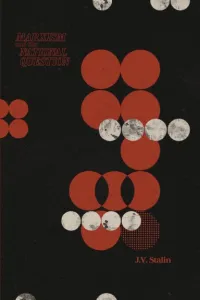 MARXISM
AND THE
NATIONAL
QUESTION
J.V. Stalin